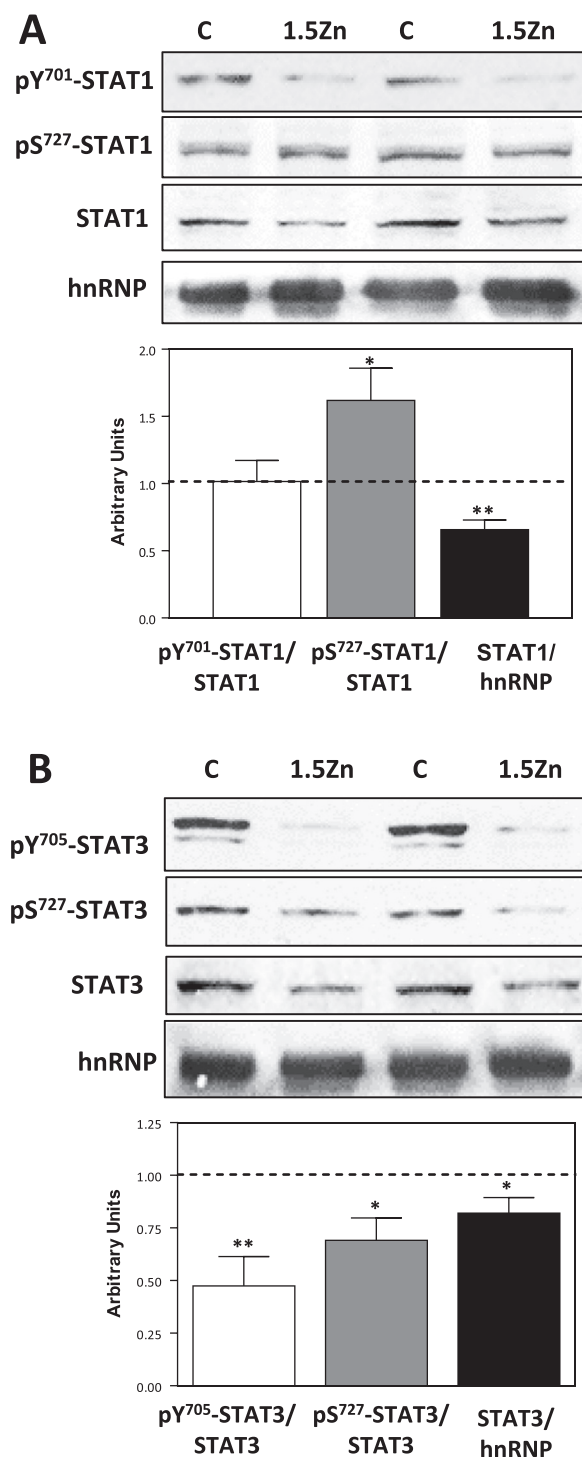 A
C 1.5Zn C 1.5Zn
pY⁷⁰¹-STAT1
pS⁷²⁷-STAT1
STAT1
hnRNP
2.0
1.5
1.0
0.5
0.0
Arbitrary Units
*
**
pY⁷⁰¹-STAT1/ pS⁷²⁷-STAT1/ STAT1/
STAT1 STAT1 hnRNP
B
C 1.5Zn C 1.5Zn
pY⁷⁰⁵-STAT3
pS⁷²⁷-STAT3
STAT3
hnRNP
1.25
1.00
0.75
0.50
0.25
0.00
Arbitrary Units
**
*
*
pY⁷⁰⁵-STAT3/ pS⁷²⁷-STAT3/ STAT3/
STAT3 STAT3 hnRNP